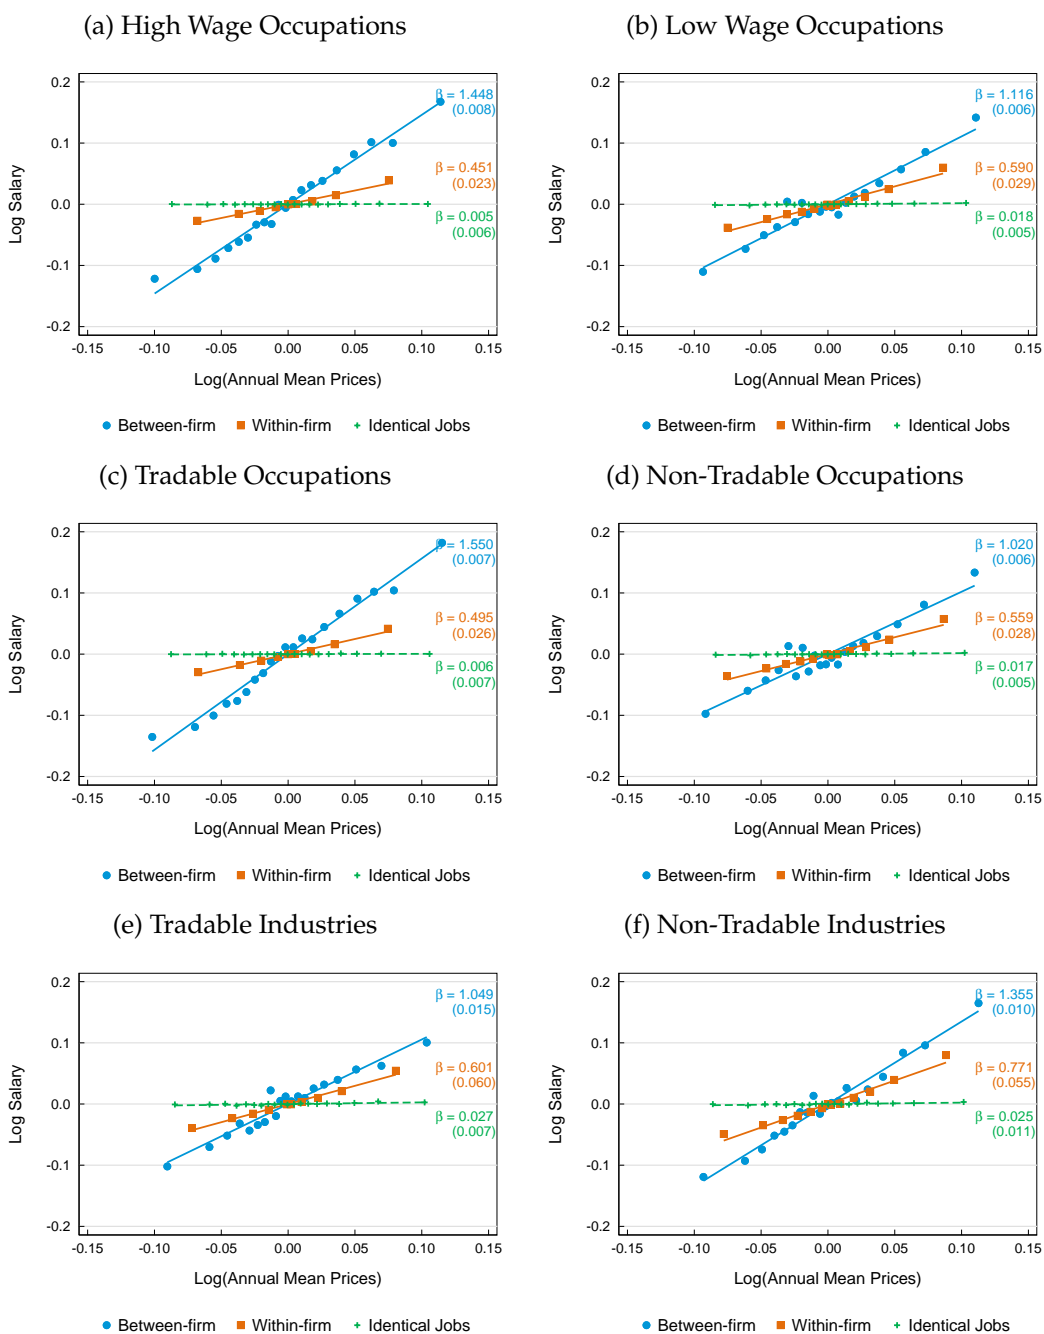 (a) High Wage Occupations
0.2
0.1
0.0
-0.1
-0.2
Log Salary
β = 1.448
(0.008)
β = 0.451
(0.023)
β = 0.005
(0.006)
-0.15 -0.10 -0.05 0.00 0.05 0.10 0.15
Log(Annual Mean Prices)
Between-firm Within-firm Identical Jobs
(b) Low Wage Occupations
0.2
0.1
0.0
-0.1
-0.2
Log Salary
β = 1.116
(0.006)
β = 0.590
(0.029)
β = 0.018
(0.005)
-0.15 -0.10 -0.05 0.00 0.05 0.10 0.15
Log(Annual Mean Prices)
Between-firm Within-firm Identical Jobs
(c) Tradable Occupations
0.2
0.1
0.0
-0.1
-0.2
Log Salary
β = 1.550
(0.007)
β = 0.495
(0.026)
β = 0.006
(0.007)
-0.15 -0.10 -0.05 0.00 0.05 0.10 0.15
Log(Annual Mean Prices)
Between-firm Within-firm Identical Jobs
(d) Non-Tradable Occupations
0.2
0.1
0.0
-0.1
-0.2
Log Salary
β = 1.020
(0.006)
β = 0.559
(0.028)
β = 0.017
(0.005)
-0.15 -0.10 -0.05 0.00 0.05 0.10 0.15
Log(Annual Mean Prices)
Between-firm Within-firm Identical Jobs
(e) Tradable Industries
0.2
0.1
0.0
-0.1
-0.2
Log Salary
β = 1.049
(0.015)
β = 0.601
(0.060)
β = 0.027
(0.007)
-0.15 -0.10 -0.05 0.00 0.05 0.10 0.15
Log(Annual Mean Prices)
Between-firm Within-firm Identical Jobs
(f) Non-Tradable Industries
0.2
0.1
0.0
-0.1
-0.2
Log Salary
β = 1.355
(0.010)
β = 0.771
(0.055)
β = 0.025
(0.011)
-0.15 -0.10 -0.05 0.00 0.05 0.10 0.15
Log(Annual Mean Prices)
Between-firm Within-firm Identical Jobs